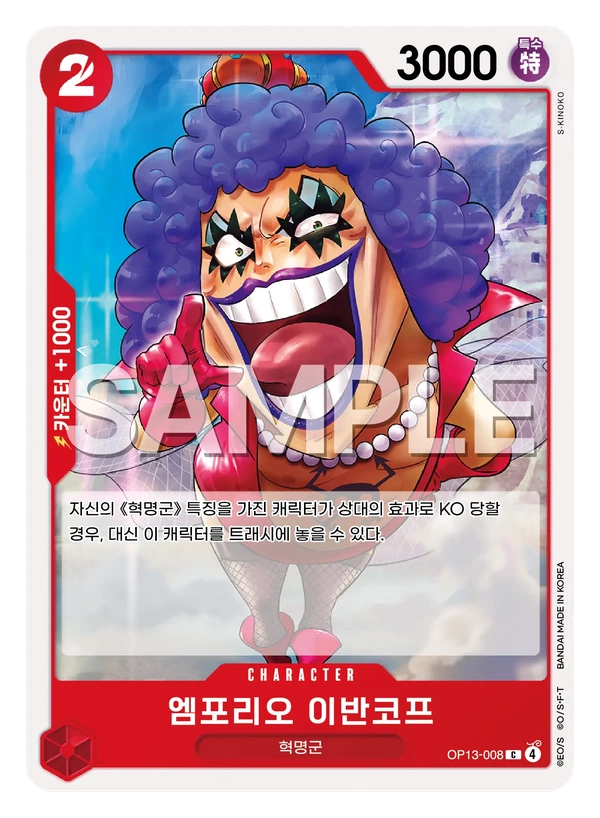 2
3000
특수
特
S-KINOKO
카운터 +1000
SAMPLE
자신의 《혁명군》 특징을 가진 캐릭터가 상대의 효과로 KO 당할
경우, 대신 이 캐릭터를 트래시에 놓을 수 있다.
CHARACTER
엠포리오 이반코프
혁명군
OP13-008 C 4
©EO/S ©O/S·F·T BANDAI MADE IN KOREA